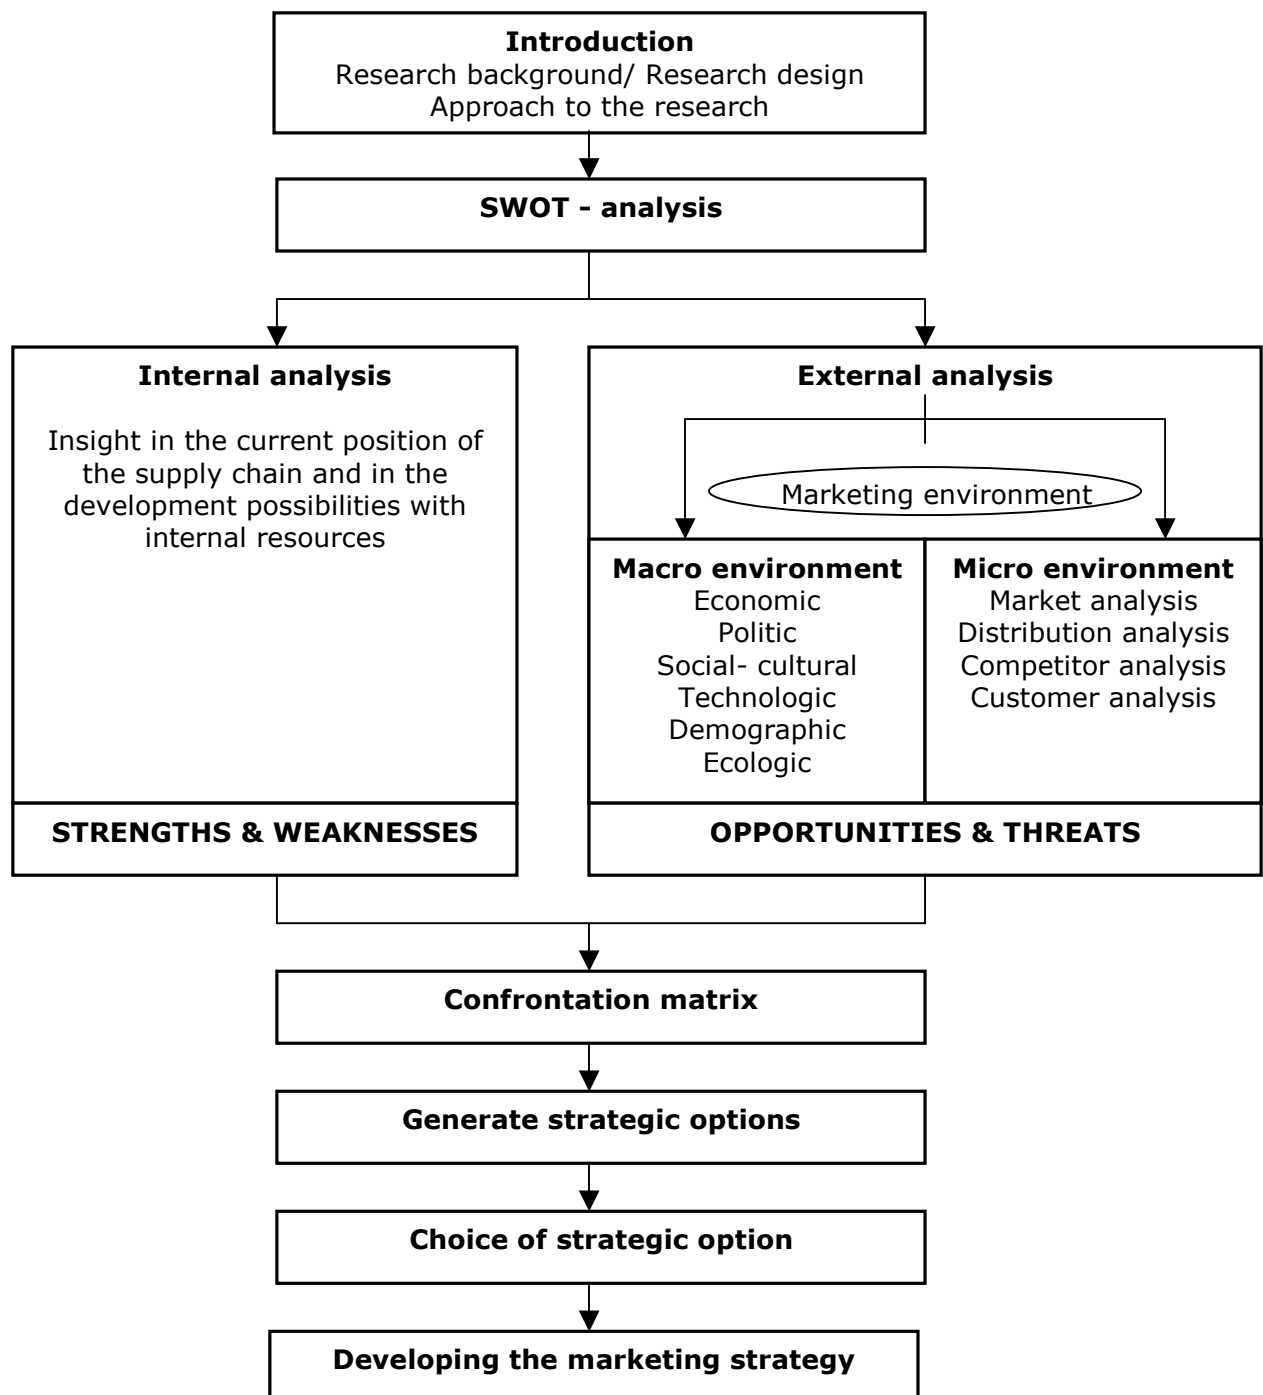 Introduction
Research background/ Research design
Approach to the research
SWOT - analysis
Internal analysis
Insight in the current position of
the supply chain and in the
development possibilities with
internal resources
STRENGTHS & WEAKNESSES
External analysis
Marketing environment
Macro environment
Economic
Politic
Social- cultural
Technologic
Demographic
Ecologic
Micro environment
Market analysis
Distribution analysis
Competitor analysis
Customer analysis
OPPORTUNITIES & THREATS
Confrontation matrix
Generate strategic options
Choice of strategic option
Developing the marketing strategy